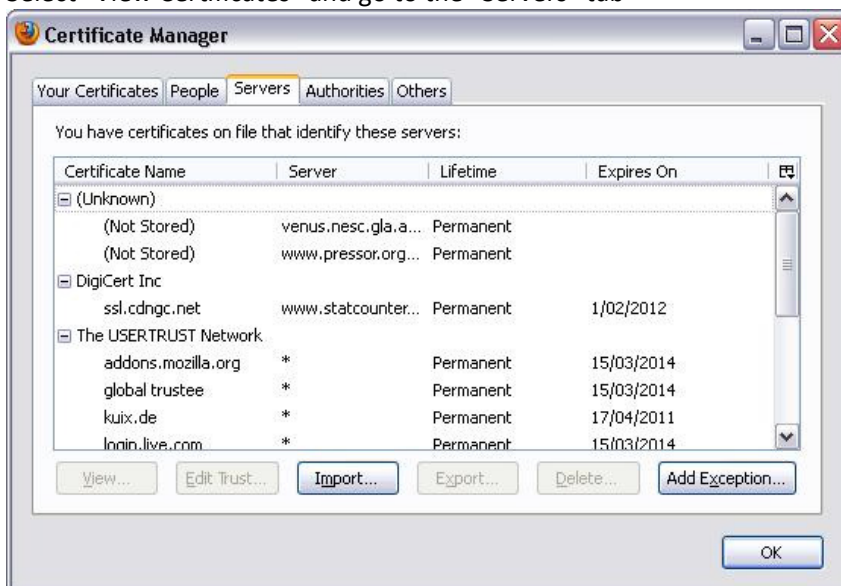 Select "View Certificates" and go to the "Servers" tab
Certificate Manager
Your Certificates People Servers Authorities Others
You have certificates on file that identify these servers:
Certificate Name Server Lifetime Expires On
(Unknown)
(Not Stored) venus.nesc.gla.a... Permanent
(Not Stored) www.pressor.org... Permanent
DigiCert Inc
ssl.cdngc.net www.statcounter... Permanent 1/02/2012
The USERTRUST Network
addons.mozilla.org * Permanent 15/03/2014
global trustee * Permanent 15/03/2014
kuix.de * Permanent 17/04/2011
login.live.com * Permanent 15/03/2014
View... Edit Trust... Import... Export... Delete... Add Exception...
OK